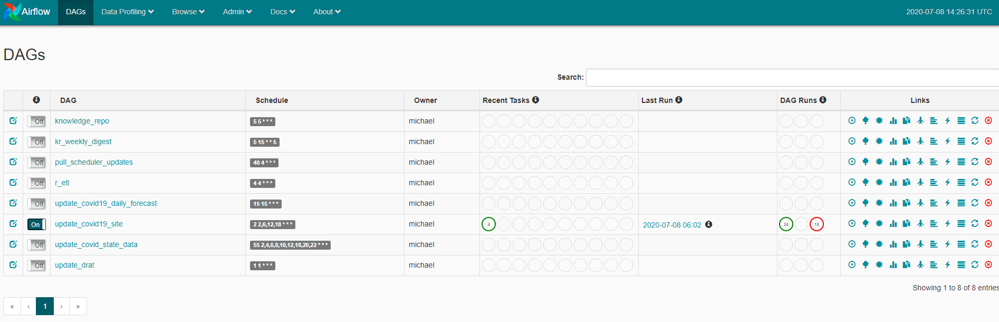 Airflow DAGs Data Profiling Browse Admin Docs About 2020-07-08 14:26:31 UTC
DAGs
Search:
DAG Schedule Owner Recent Tasks Last Run DAG Runs Links
Off knowledge_repo 5 5 * * * michael
Off kr_weekly_digest 5 15 * * 5 michael
Off pull_scheduler_updates 40 4 * * * michael
Off r_etl 4 4 * * * michael
Off update_covid19_daily_forecast 15 15 * * * michael
On update_covid19_site 2 2,6,12,18 * * * michael 4 2020-07-08 06:02 24 15
Off update_covid_state_data 55 2,4,6,8,10,12,18,20,22 * * * michael
Off update_drat 1 1 * * * michael
Showing 1 to 8 of 8 entries
« ‹ 1 › »